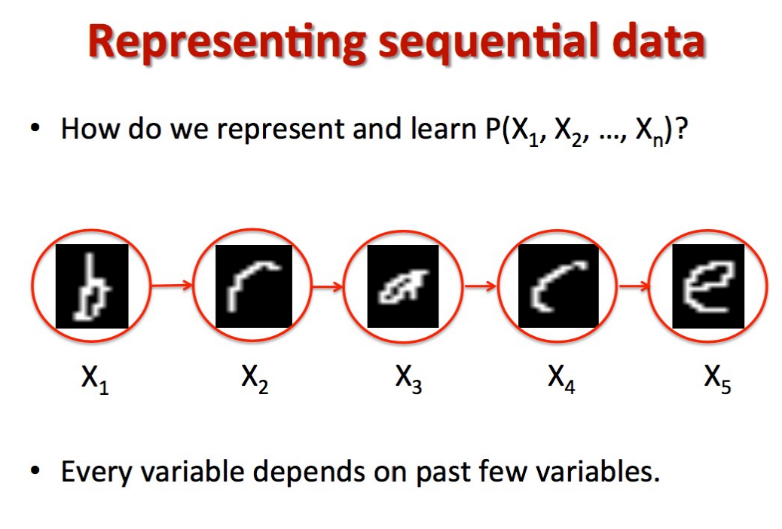 Representing sequential data
• How do we represent and learn P(X₁, X₂, ..., Xₙ)?
b r a c e
X₁ X₂ X₃ X₄ X₅
• Every variable depends on past few variables.